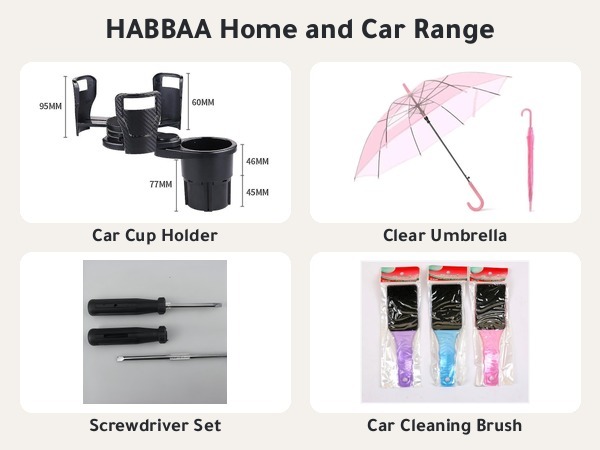 HABBAA Home and Car Range
95MM
60MM
46MM
77MM
45MM
Car Cup Holder
Clear Umbrella
Screwdriver Set
Car Cleaning Brush